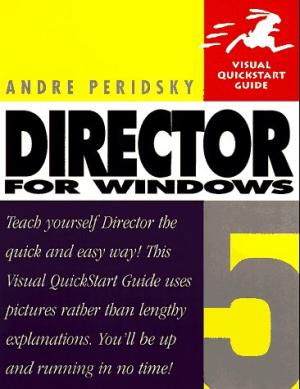 ANDRE PERIDSKY
VISUAL
QUICKSTART
GUIDE
DIRECTOR
FOR WINDOWS
5
Teach yourself Director the
quick and easy way! This
Visual QuickStart Guide uses
pictures rather than lengthy
explanations. You'll be up
and running in no time!